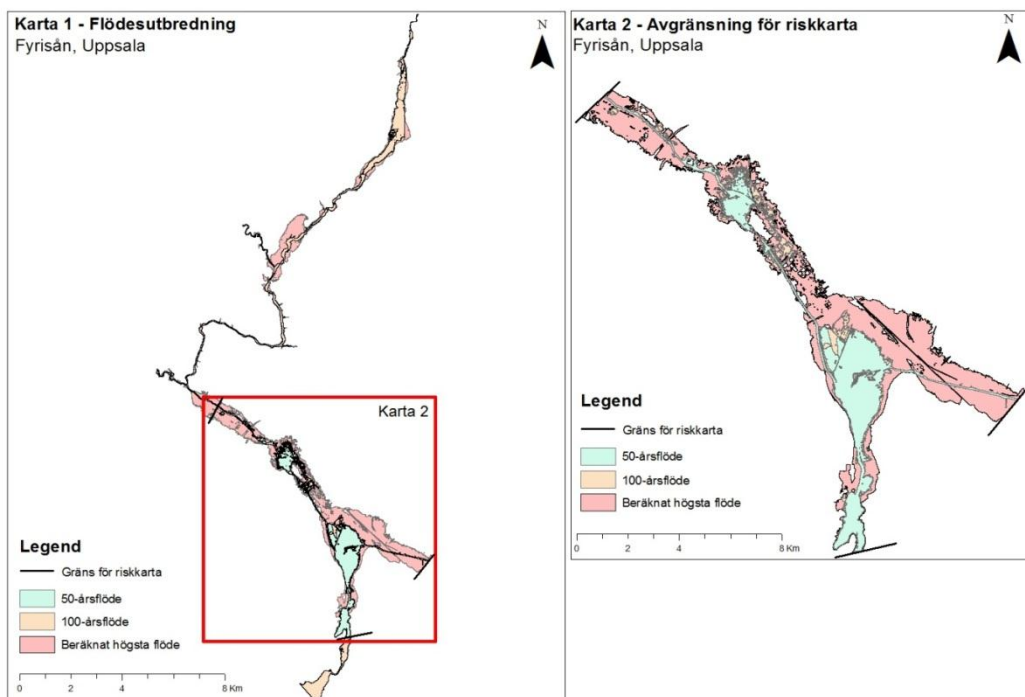 Karta 1 - Flödesutbredning
Fyrisån, Uppsala
N
Karta 2
Legend
Gräns för riskkarta
50-årsflöde
100-årsflöde
Beräknat högsta flöde
0 2 4 8 Km
Karta 2 - Avgränsning för riskkarta
Fyrisån, Uppsala
N
Legend
Gräns för riskkarta
50-årsflöde
100-årsflöde
Beräknat högsta flöde
0 2 4 8 Km